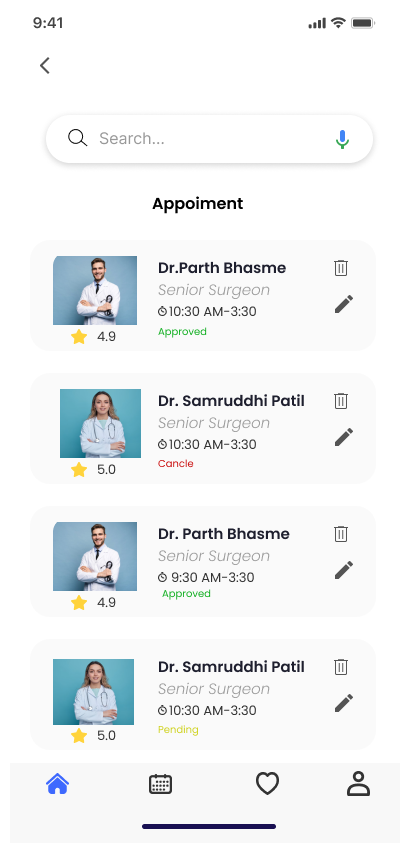 9:41
Search...
Appoiment
Dr.Parth Bhasme
Senior Surgeon
10:30 AM-3:30
Approved
4.9
Dr. Samruddhi Patil
Senior Surgeon
10:30 AM-3:30
Cancle
5.0
Dr. Parth Bhasme
Senior Surgeon
9:30 AM-3:30
Approved
4.9
Dr. Samruddhi Patil
Senior Surgeon
10:30 AM-3:30
Pending
5.0